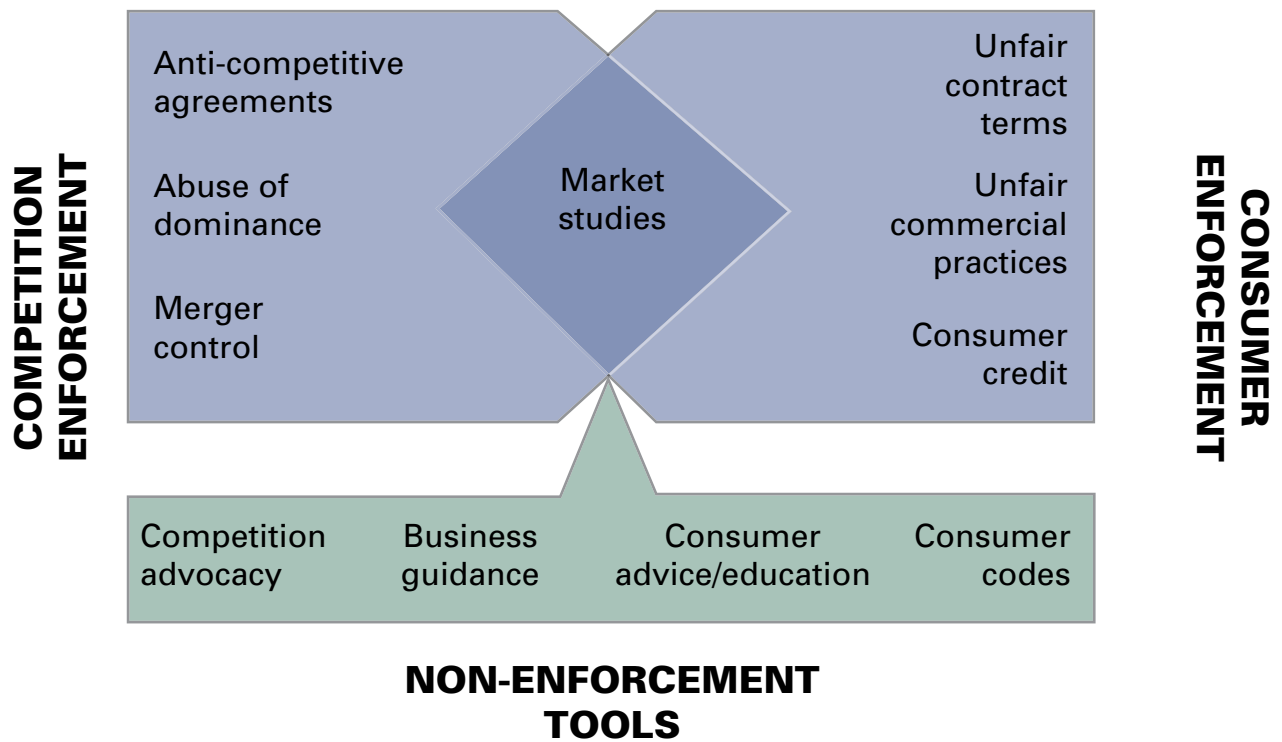 COMPETITION
ENFORCEMENT
Anti-competitive
agreements
Abuse of
dominance
Merger
control
Market
studies
Unfair
contract
terms
Unfair
commercial
practices
Consumer
credit
CONSUMER
ENFORCEMENT
Competition
advocacy
Business
guidance
Consumer
advice/education
Consumer
codes
NON-ENFORCEMENT
TOOLS